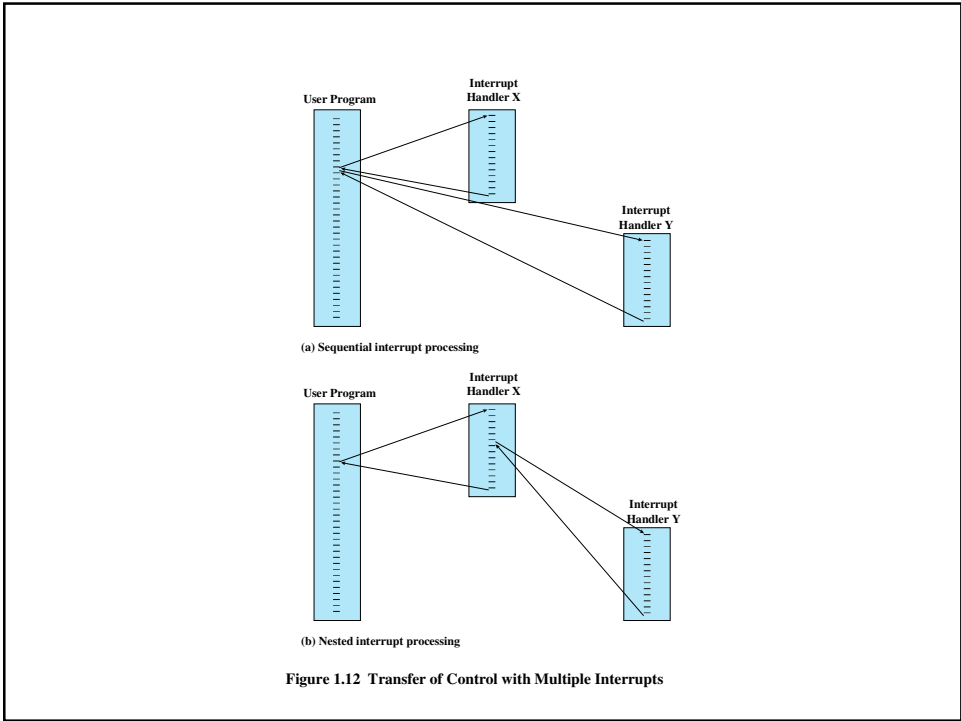 Interrupt
Handler X
User Program
Interrupt
Handler Y
(a) Sequential interrupt processing
Interrupt
Handler X
User Program
Interrupt
Handler Y
(b) Nested interrupt processing
Figure 1.12 Transfer of Control with Multiple Interrupts